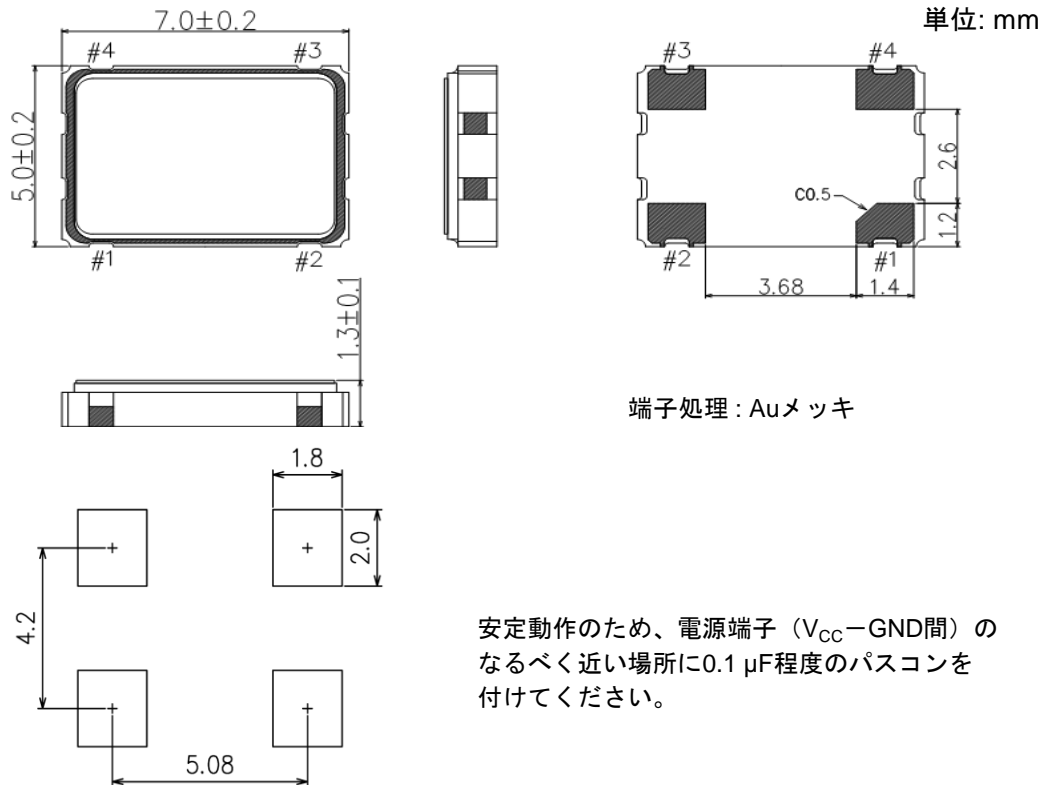 単位: mm
7.0±0.2
#4 #3
5.0±0.2
#1 #2
#3 #4
2.6
C0.5
1.2
#2 #1
3.68 1.4
1.3±0.1
端子処理 : Auメッキ
1.8
2.0
4.2
5.08
安定動作のため、電源端子（VCC－GND間）の
なるべく近い場所に0.1 µF程度のパスコンを
付けてください。